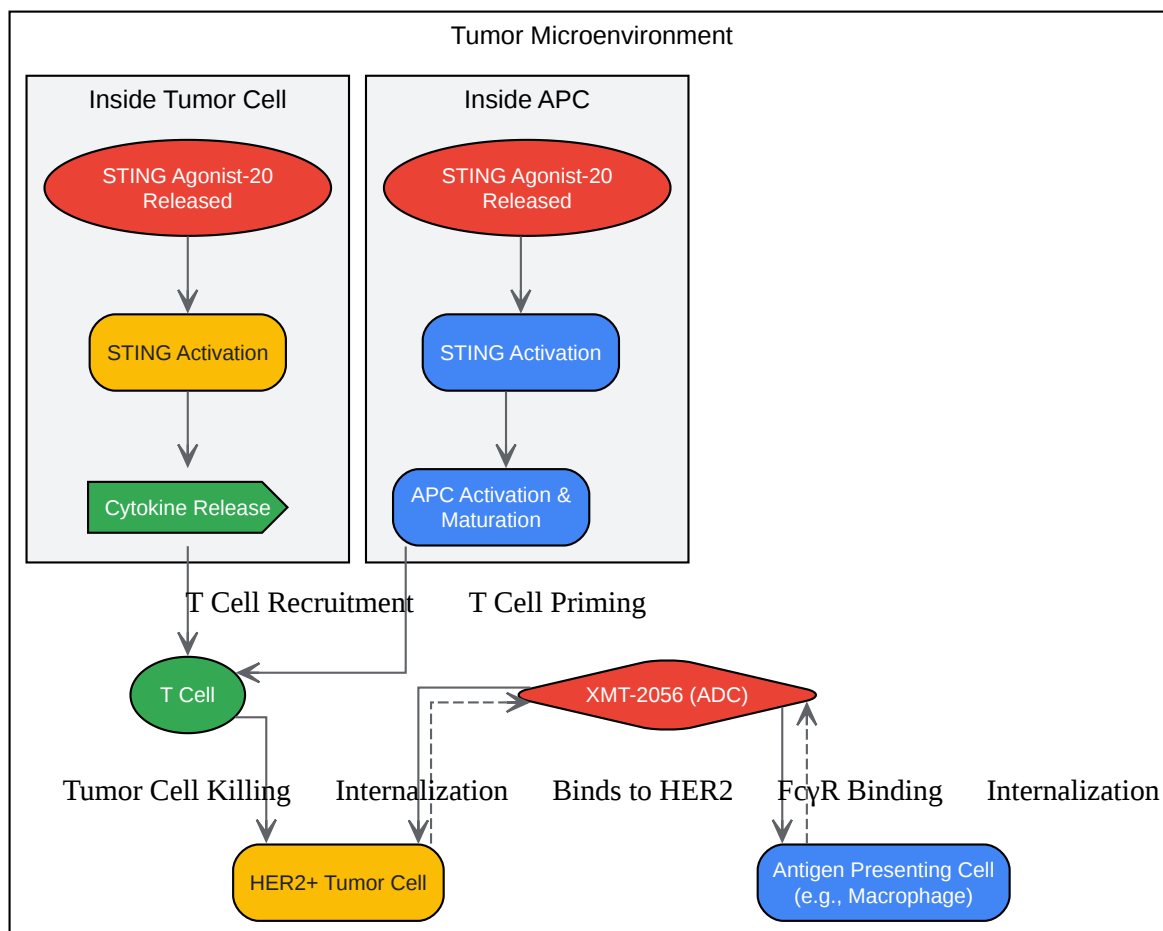 Tumor Microenvironment
Inside Tumor Cell
Inside APC
STING Agonist-20
Released
STING Agonist-20
Released
STING Activation
STING Activation
Cytokine Release
APC Activation &
Maturation
T Cell Recruitment
T Cell Priming
T Cell
XMT-2056 (ADC)
Tumor Cell Killing
Internalization
Binds to HER2
FcγR Binding
Internalization
HER2+ Tumor Cell
Antigen Presenting Cell
(e.g., Macrophage)